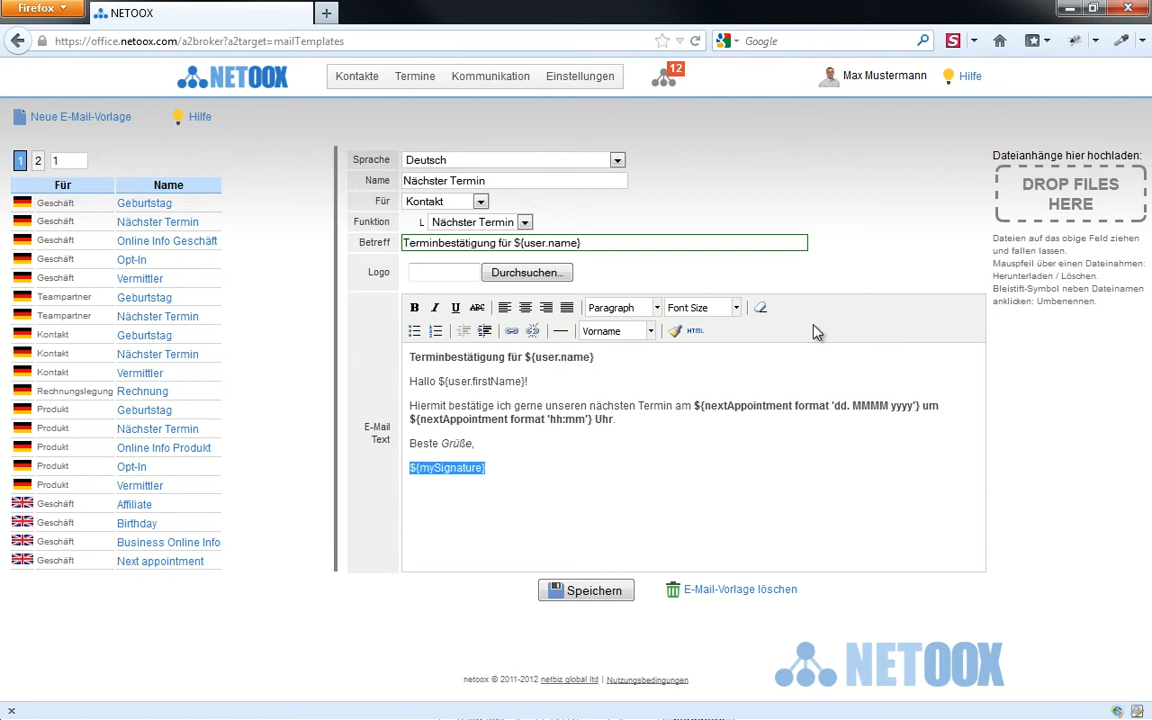 Firefox
NETOOX
https://office.netoox.com/a2broker?a2target=mailTemplates
Google
NETOOX
Kontakte Termine Kommunikation Einstellungen
12
Max Mustermann
Hilfe
Neue E-Mail-Vorlage
Hilfe
1 2 1
Für Name
Geschäft Geburtstag
Geschäft Nächster Termin
Geschäft Online Info Geschäft
Geschäft Opt-In
Geschäft Vermittler
Teampartner Geburtstag
Teampartner Nächster Termin
Kontakt Geburtstag
Kontakt Nächster Termin
Kontakt Vermittler
Rechnungslegung Rechnung
Produkt Geburtstag
Produkt Nächster Termin
Produkt Online Info Produkt
Produkt Opt-In
Produkt Vermittler
Geschäft Affiliate
Geschäft Birthday
Geschäft Business Online Info
Geschäft Next appointment
Sprache Deutsch
Name Nächster Termin
Für Kontakt
Funktion L Nächster Termin
Betreff Terminbestätigung für ${user.name}
Logo Durchsuchen...
B I U ABC Paragraph Font Size
Vorname HTML
E-Mail
Text
Terminbestätigung für ${user.name}
Hallo ${user.firstName}!
Hiermit bestätige ich gerne unseren nächsten Termin am ${nextAppointment format 'dd. MMMM yyyy'} um
${nextAppointment format 'hh:mm'} Uhr.
Beste Grüße,
${mySignature}
Speichern
E-Mail-Vorlage löschen
Dateianhänge hier hochladen:
DROP FILES
HERE
Dateien auf das obige Feld ziehen
und fallen lassen.
Mauspfeil über einen Dateinahmen:
Herunterladen / Löschen.
Bleistift-Symbol neben Dateinamen
anklicken: Umbenennen.
NETOOX
netoox © 2011-2012 netbiz global ltd | Nutzungsbedingungen